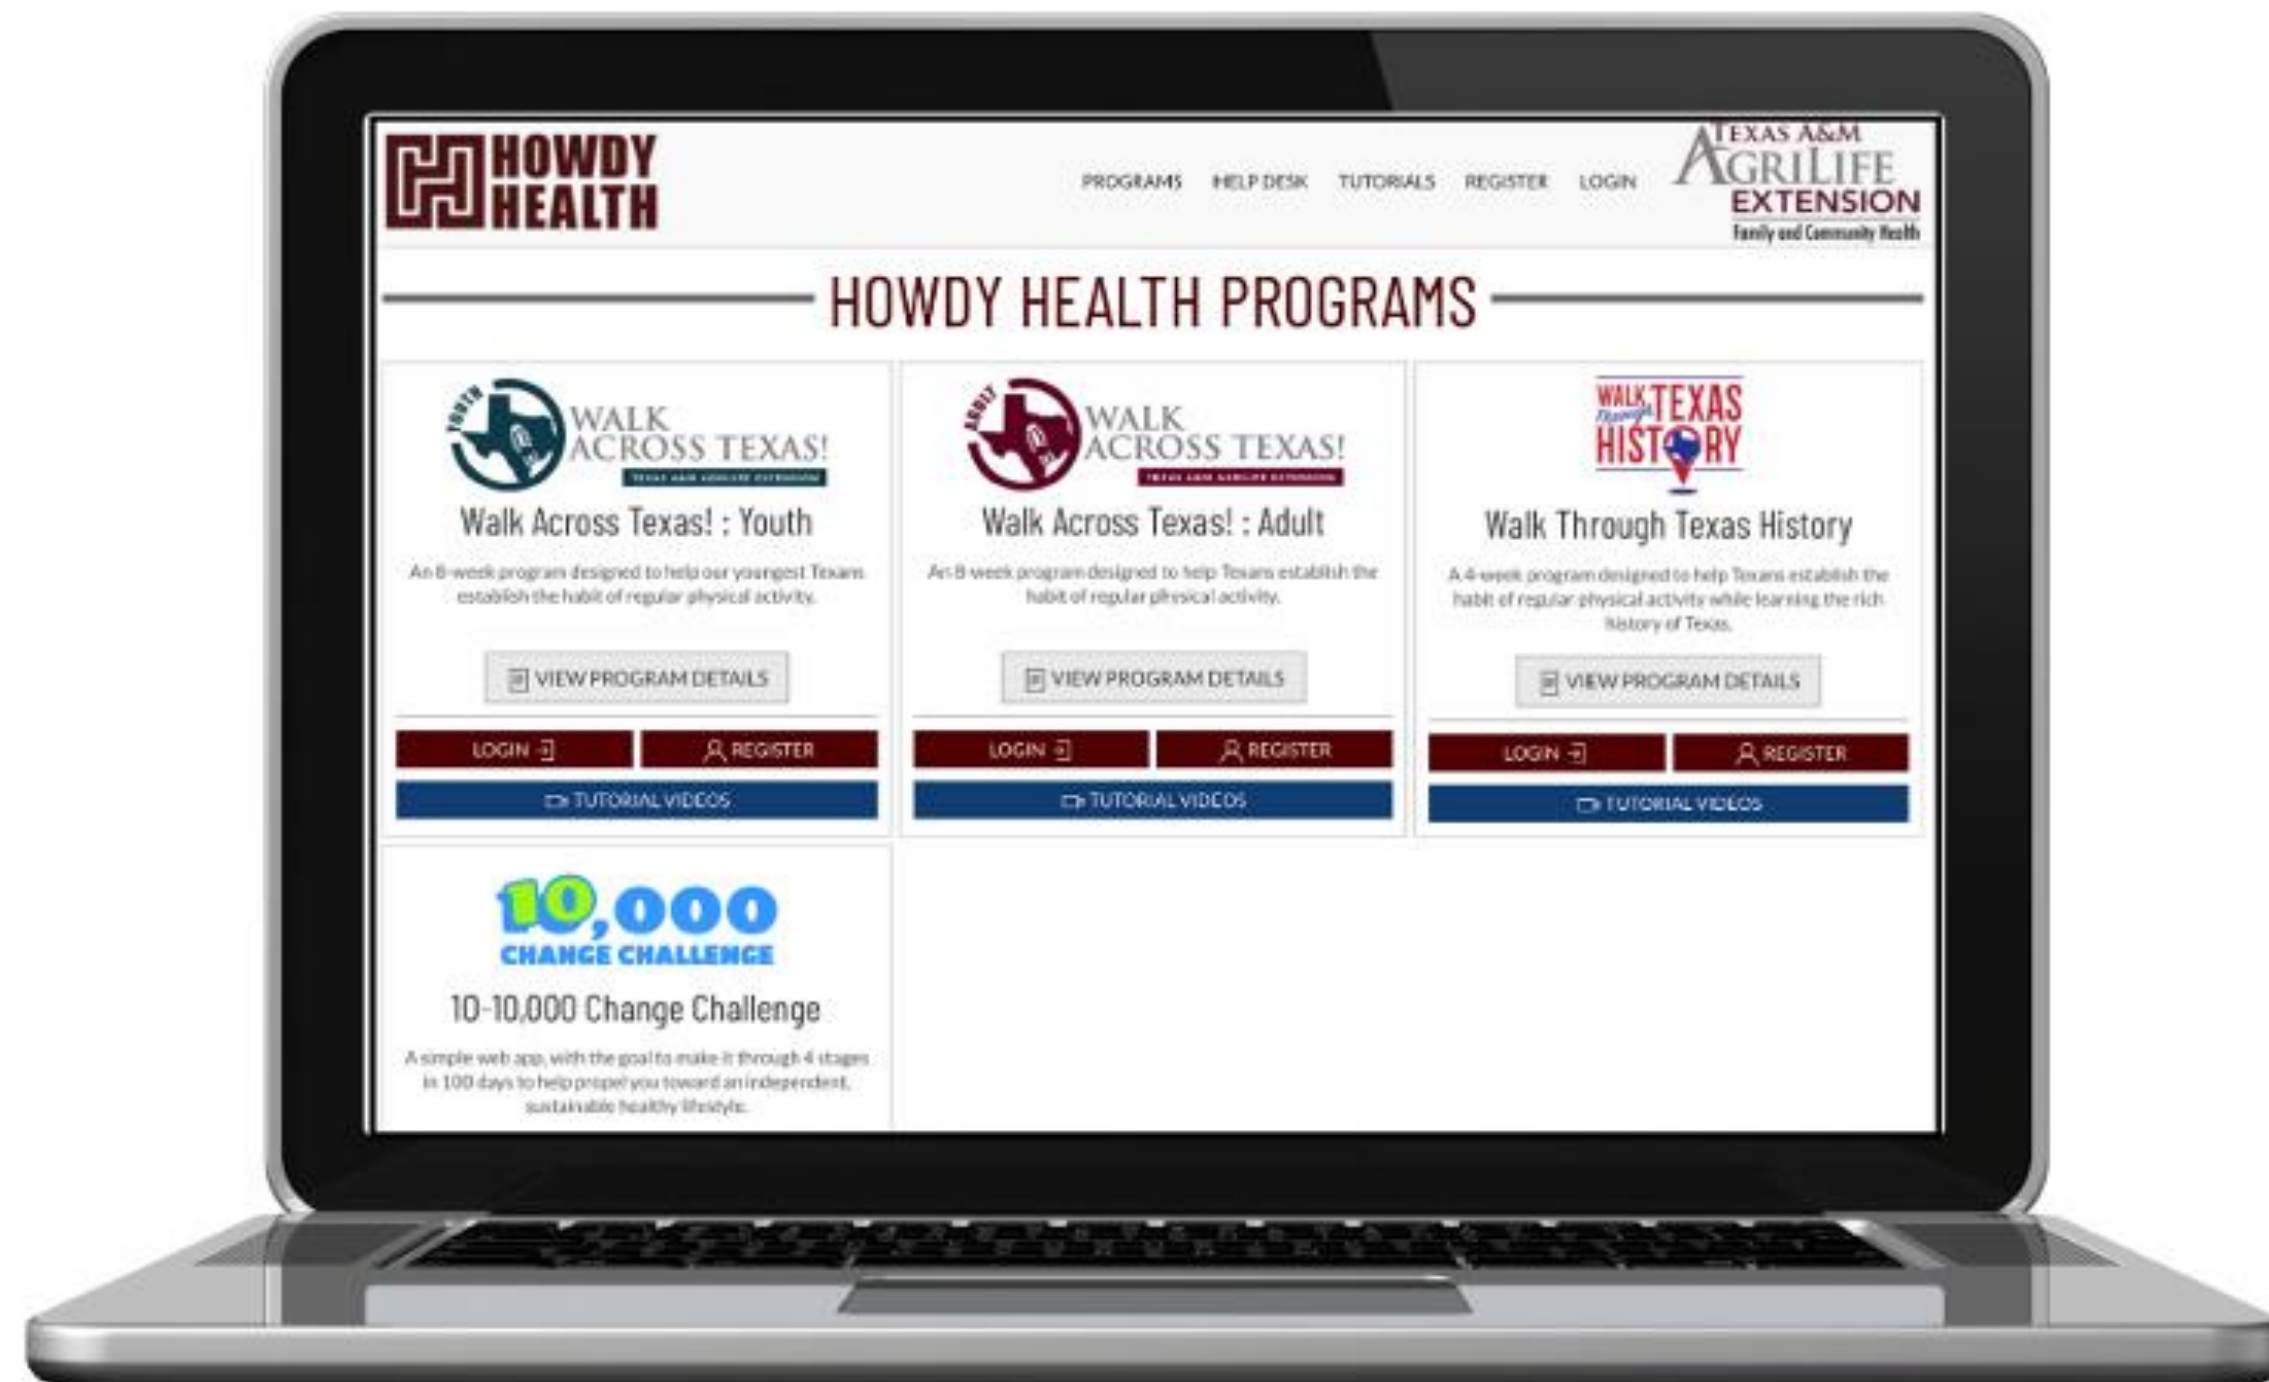 HOWDY
HEALTH
PROGRAMS HELP DESK TUTORIALS REGISTER LOGIN
TEXAS A&M
AGRILIFE
EXTENSION
Family and Community Health
HOWDY HEALTH PROGRAMS
YOUTH
WALK
ACROSS TEXAS!
TEXAS A&M AGRILIFE EXTENSION
Walk Across Texas! : Youth
An 8-week program designed to help our youngest Texans
establish the habit of regular physical activity.
VIEW PROGRAM DETAILS
LOGIN REGISTER
TUTORIAL VIDEOS
ADULT
WALK
ACROSS TEXAS!
TEXAS A&M AGRILIFE EXTENSION
Walk Across Texas! : Adult
An 8-week program designed to help Texans establish the
habit of regular physical activity.
VIEW PROGRAM DETAILS
LOGIN REGISTER
TUTORIAL VIDEOS
WALK Through TEXAS
HISTORY
Walk Through Texas History
A 4-week program designed to help Texans establish the
habit of regular physical activity while learning the rich
history of Texas.
VIEW PROGRAM DETAILS
LOGIN REGISTER
TUTORIAL VIDEOS
10,000
CHANGE CHALLENGE
10-10,000 Change Challenge
A simple web app, with the goal to make it through 4 stages
in 100 days to help propel you toward an independent,
sustainable healthy lifestyle.